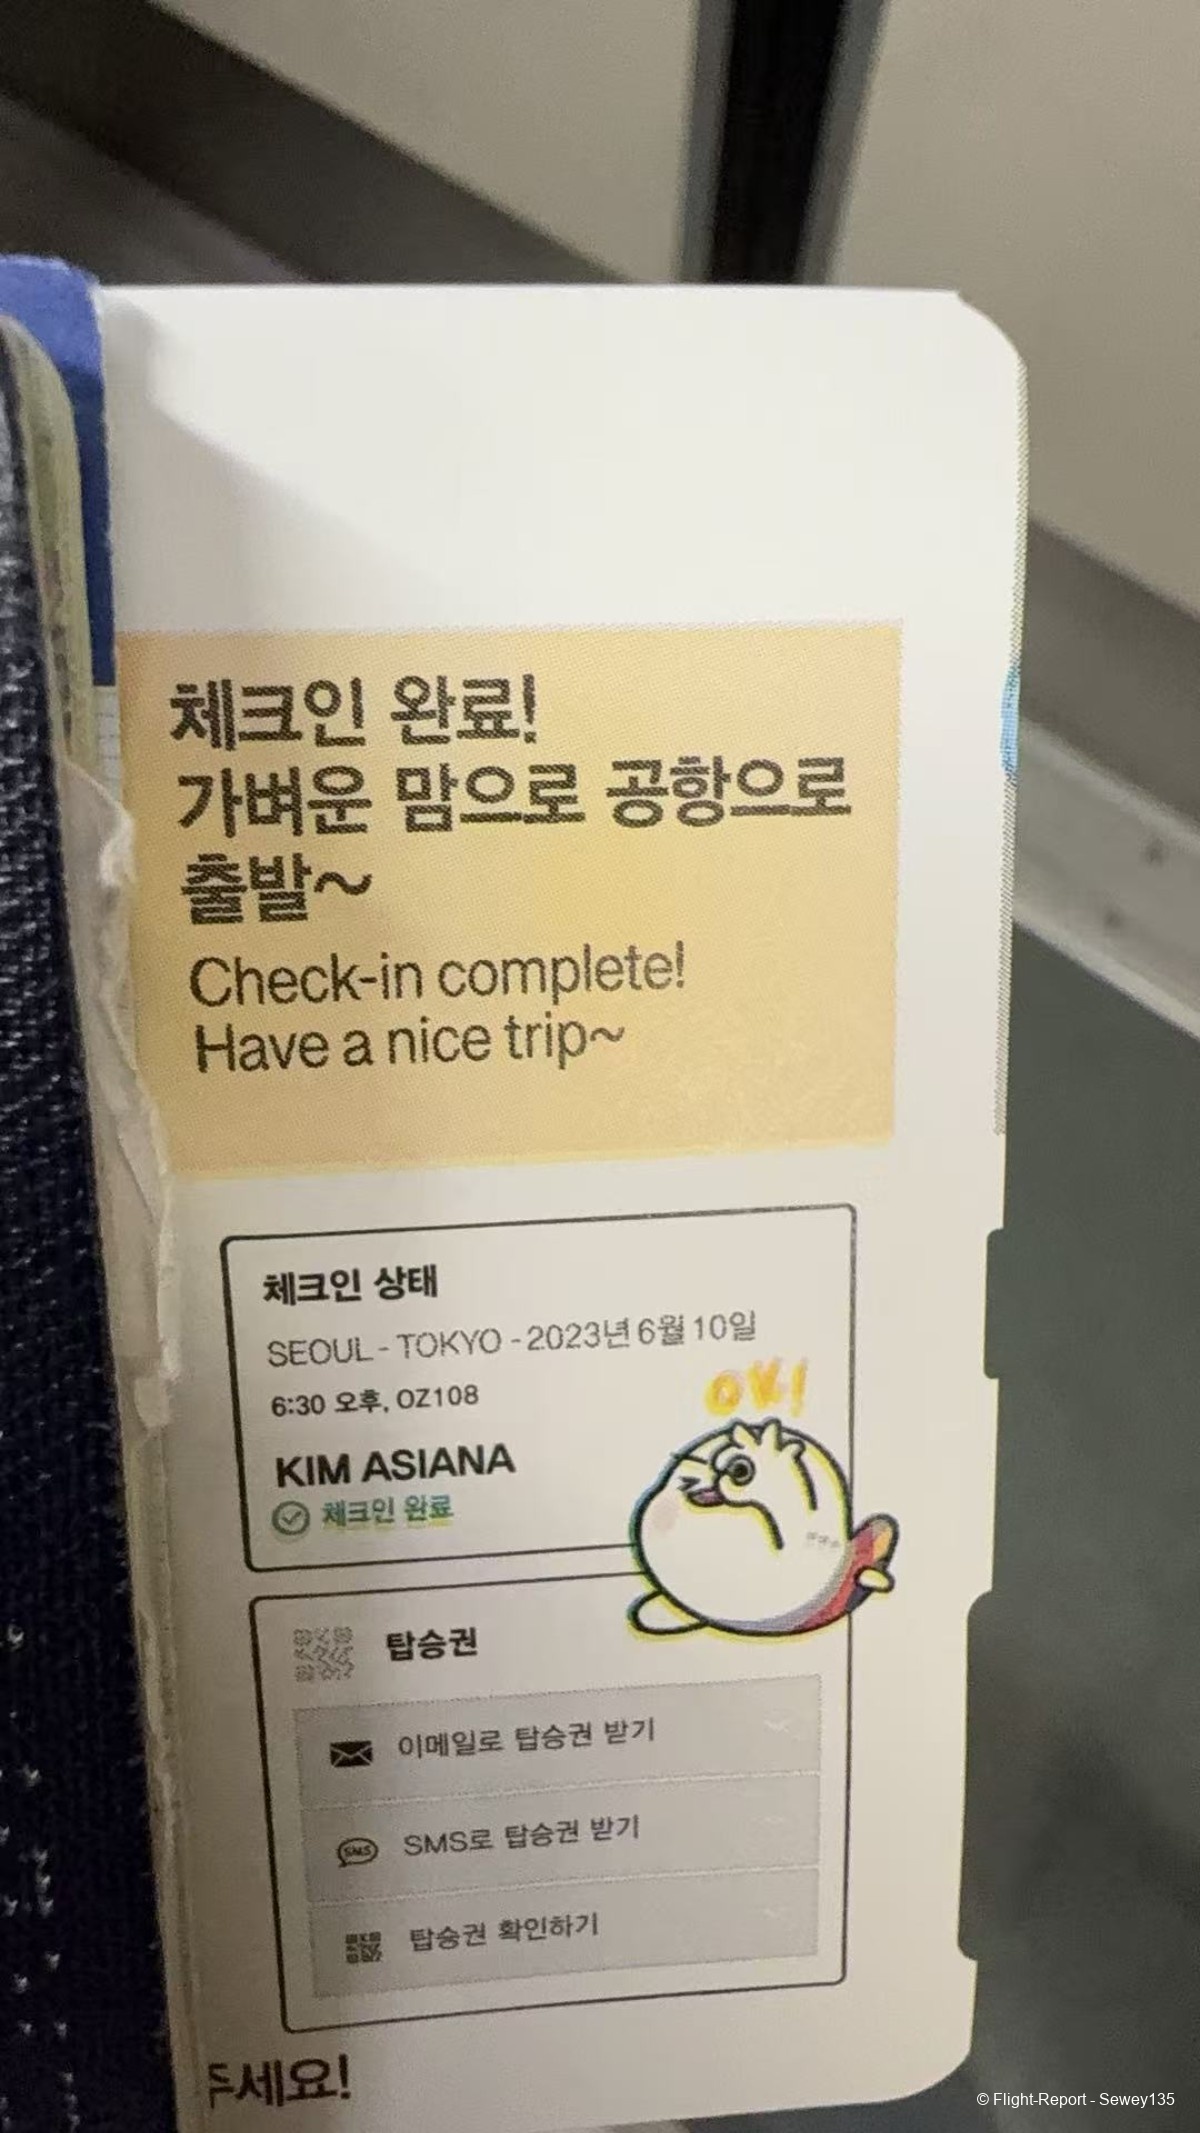 체크인 완료!
가벼운 맘으로 공항으로
출발~
Check-in complete!
Have a nice trip~
체크인 상태
SEOUL - TOKYO - 2023년 6월 10일
6:30 오후, OZ108
OK!
KIM ASIANA
체크인 완료
탑승권
이메일로 탑승권 받기
SMS
SMS로 탑승권 받기
탑승권 확인하기
주세요!
© Flight-Report - Sewey135